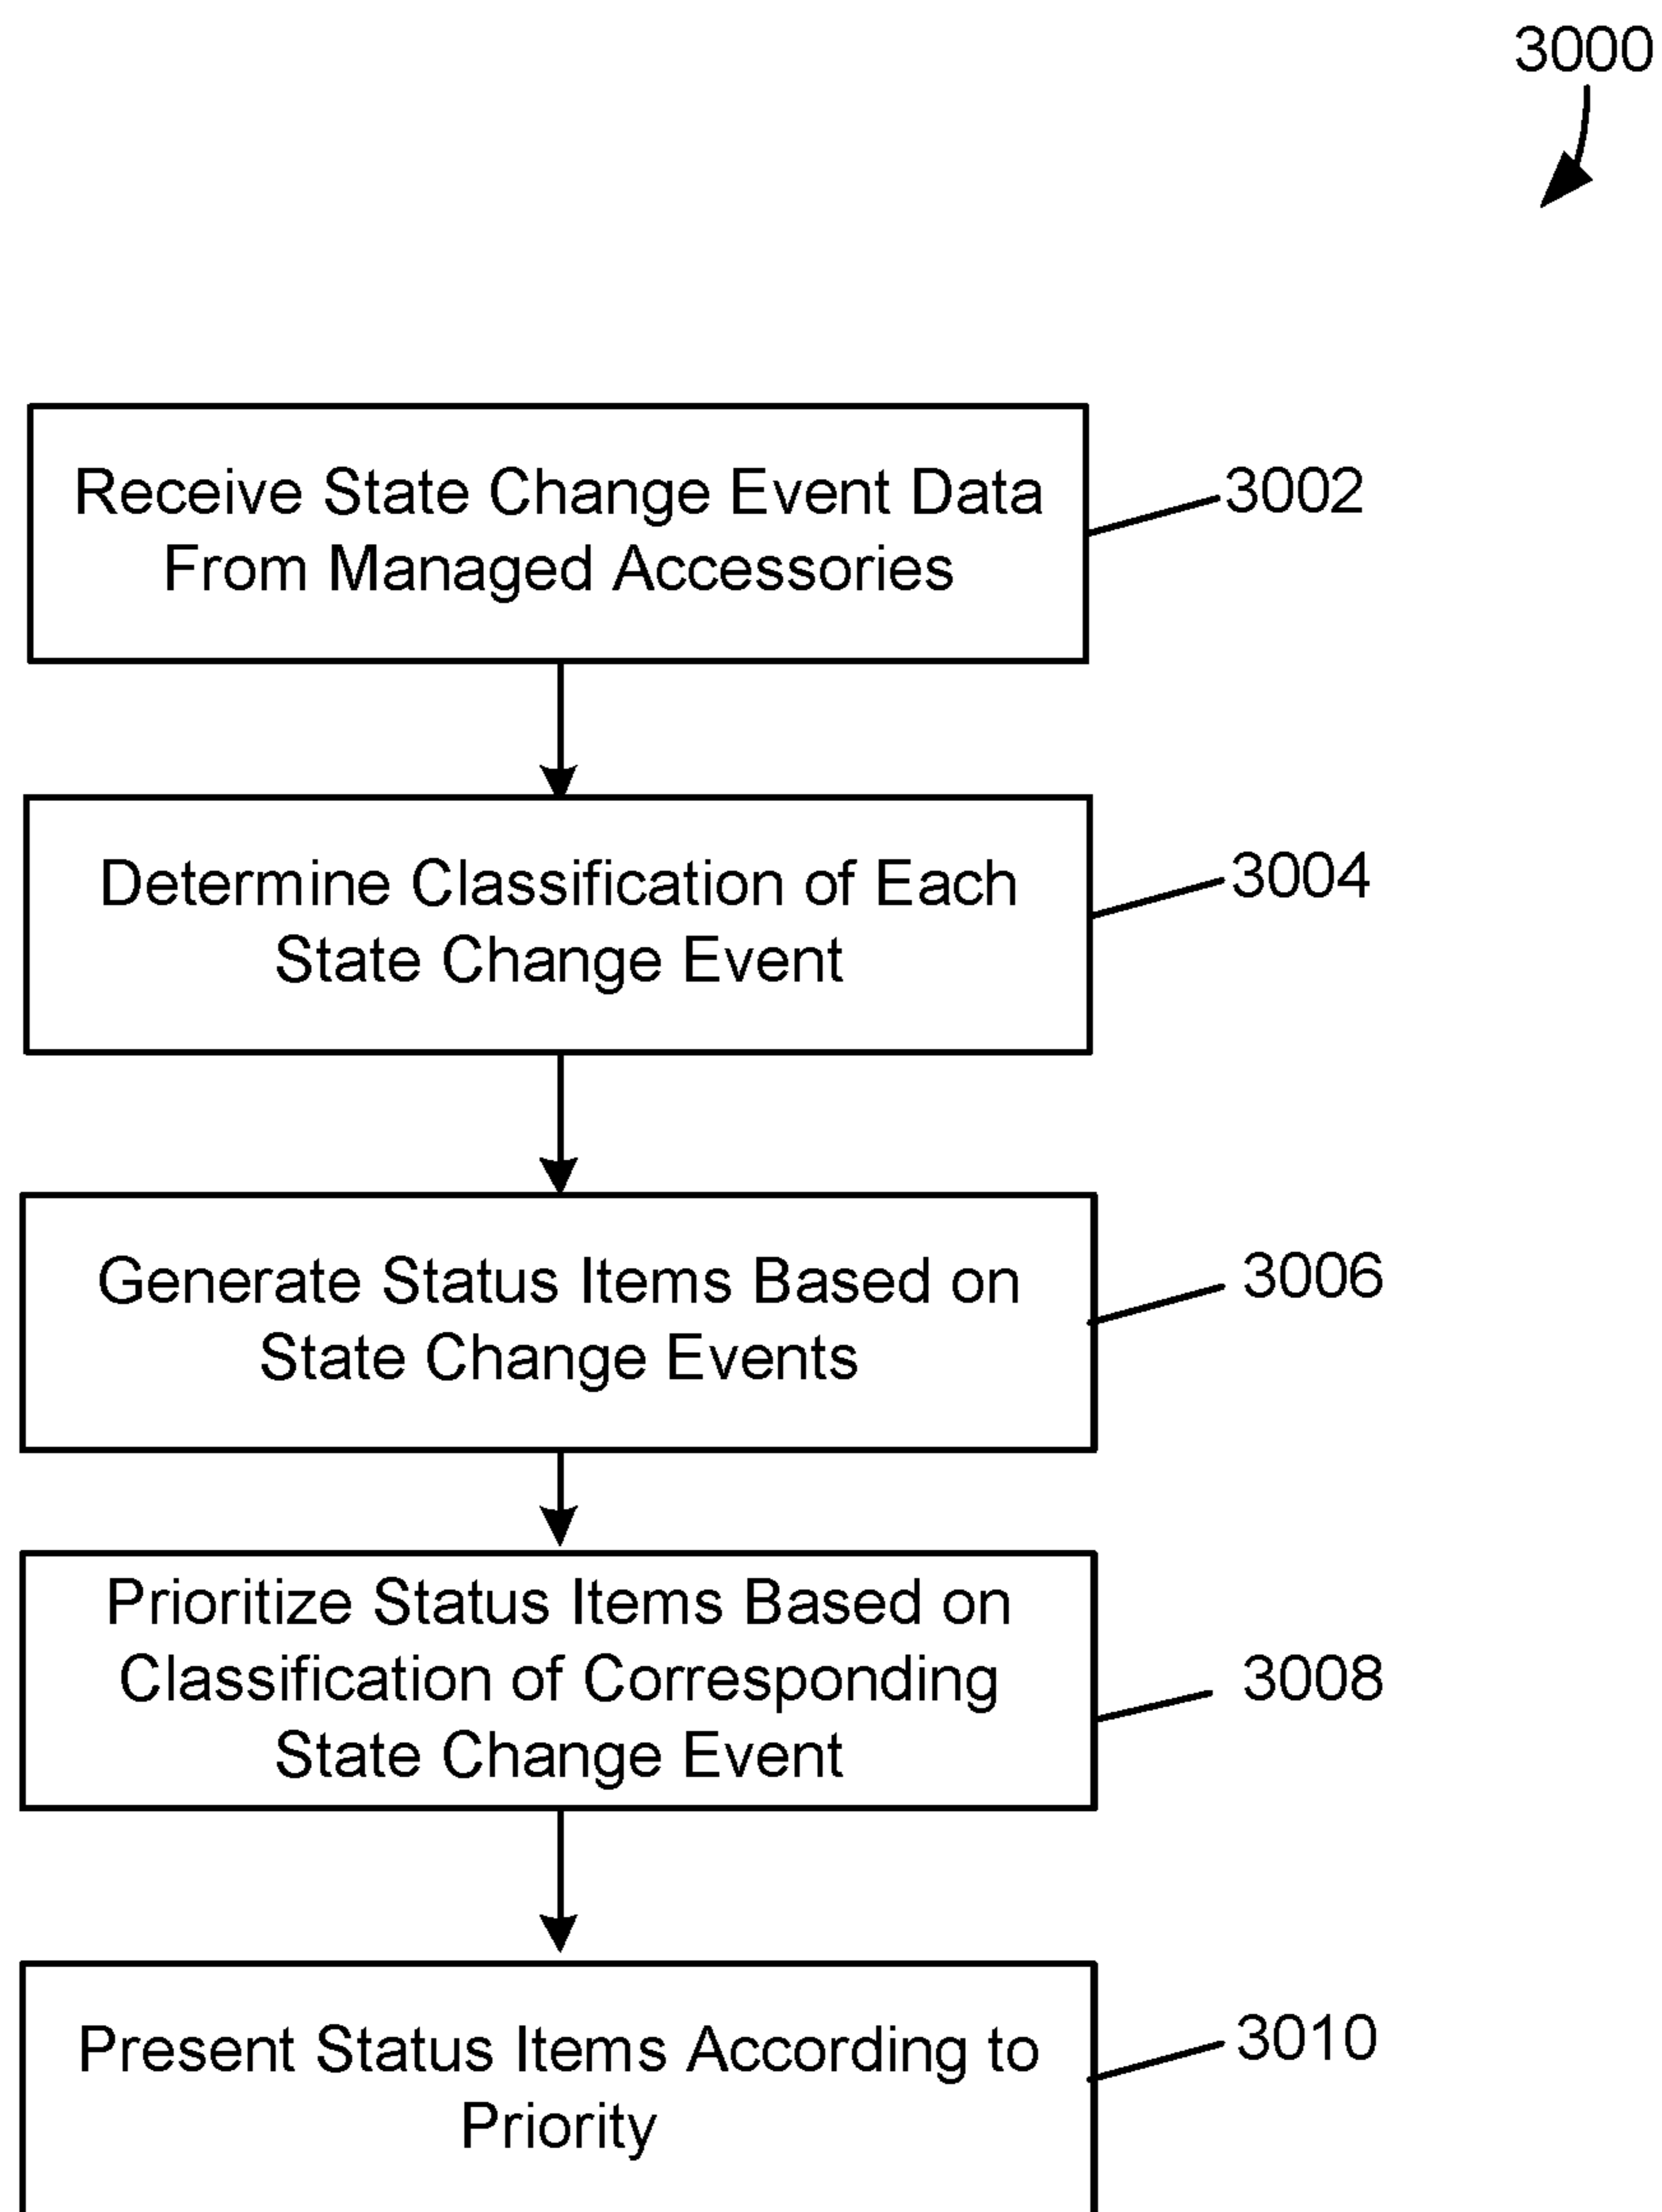 3000
Receive State Change Event Data
From Managed Accessories
3002
Determine Classification of Each
State Change Event
3004
Generate Status Items Based on
State Change Events
3006
Prioritize Status Items Based on
Classification of Corresponding
State Change Event
3008
Present Status Items According to
Priority
3010